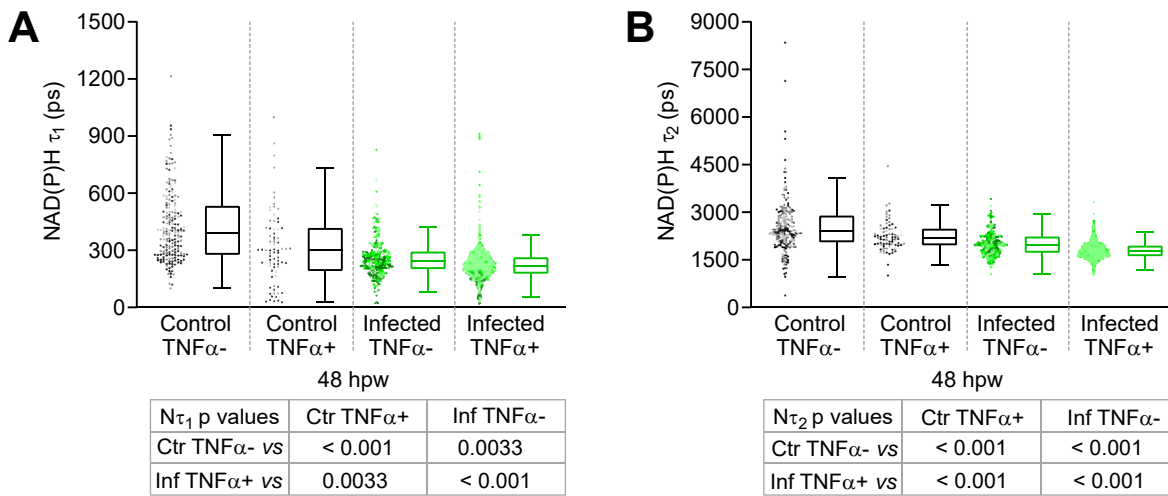 A
NAD(P)H τ1 (ps)
1500
1200
900
600
300
0
Control TNFα-
Control TNFα+
Infected TNFα-
Infected TNFα+
48 hpw
Nτ1 p values Ctr TNFα+ Inf TNFα-
Ctr TNFα- vs < 0.001 0.0033
Inf TNFα+ vs 0.0033 < 0.001
B
NAD(P)H τ2 (ps)
9000
7500
6000
4500
3000
1500
0
Control TNFα-
Control TNFα+
Infected TNFα-
Infected TNFα+
48 hpw
Nτ2 p values Ctr TNFα+ Inf TNFα-
Ctr TNFα- vs < 0.001 < 0.001
Inf TNFα+ vs < 0.001 < 0.001